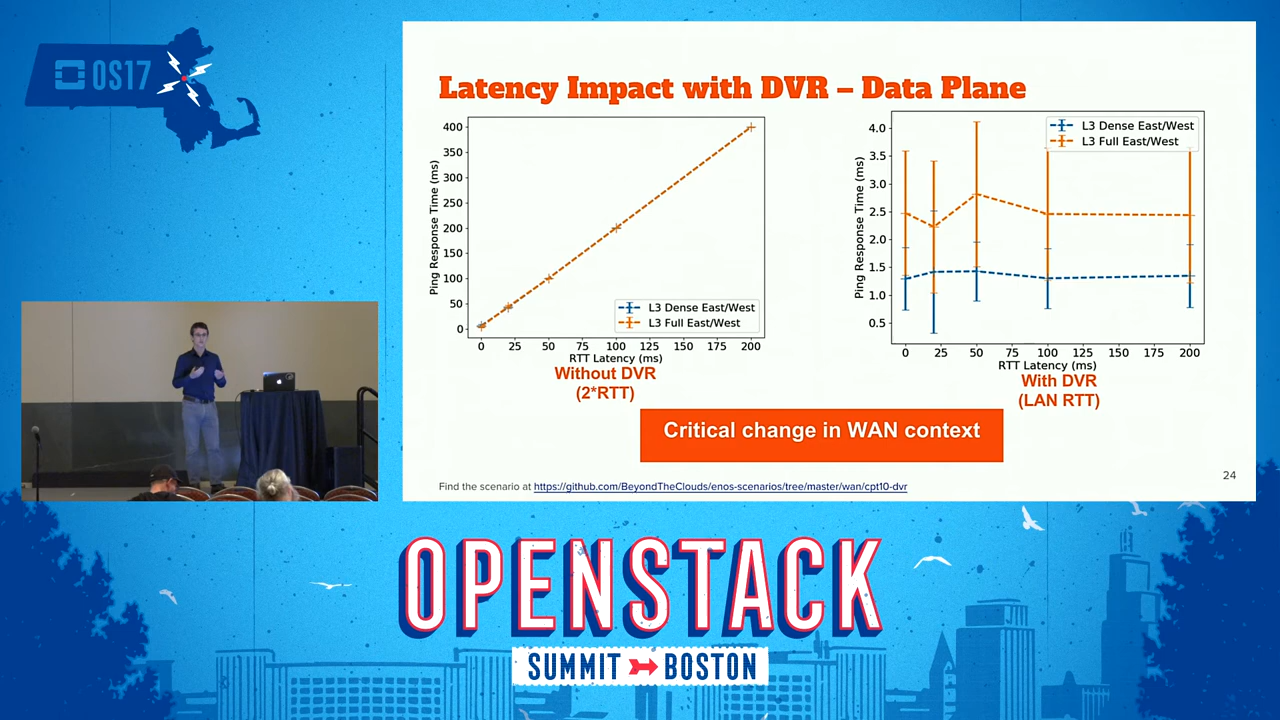 OS17
Latency Impact with DVR – Data Plane
400
350
300
250
200
150
100
50
0
Ping Response Time (ms)
L3 Dense East/West
L3 Full East/West
0 25 50 75 100 125 150 175 200
RTT Latency (ms)
Without DVR
(2*RTT)
4.0
3.5
3.0
2.5
2.0
1.5
1.0
0.5
Ping Response Time (ms)
L3 Dense East/West
L3 Full East/West
0 25 50 75 100 125 150 175 200
RTT Latency (ms)
With DVR
(LAN RTT)
Critical change in WAN context
24
Find the scenario at https://github.com/BeyondTheClouds/enos-scenarios/tree/master/wan/cpt10-dvr
OPENSTACK
SUMMIT BOSTON